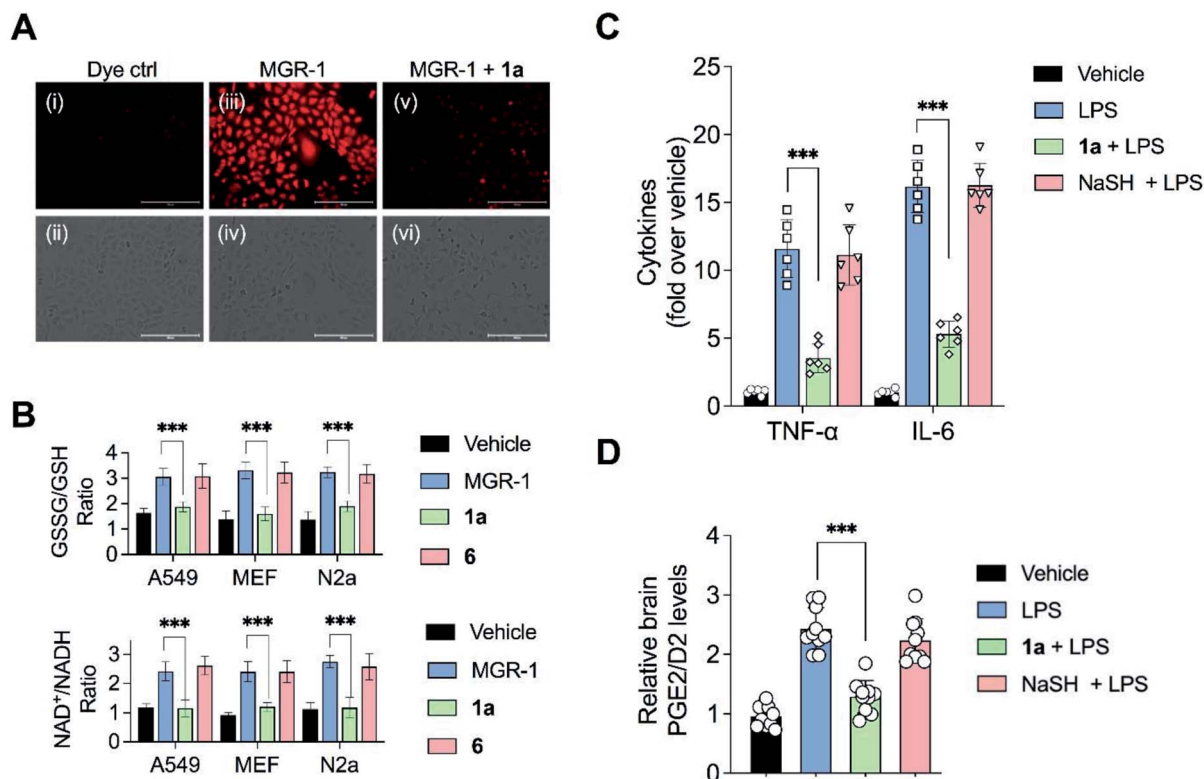 A
Dye ctrl MGR-1 MGR-1 + 1a
(i) (iii) (v)
(ii) (iv) (vi)
B
GSSG/GSH
Ratio
4
3
2
1
0
*** *** ***
A549 MEF N2a
Vehicle
MGR-1
1a
6
NAD+/NADH
Ratio
4
3
2
1
0
*** *** ***
A549 MEF N2a
Vehicle
MGR-1
1a
6
C
Cytokines
(fold over vehicle)
25
20
15
10
5
0
*** ***
TNF-α IL-6
Vehicle
LPS
1a + LPS
NaSH + LPS
D
Relative brain
PGE2/D2 levels
4
3
2
1
0
***
Vehicle
LPS
1a + LPS
NaSH + LPS